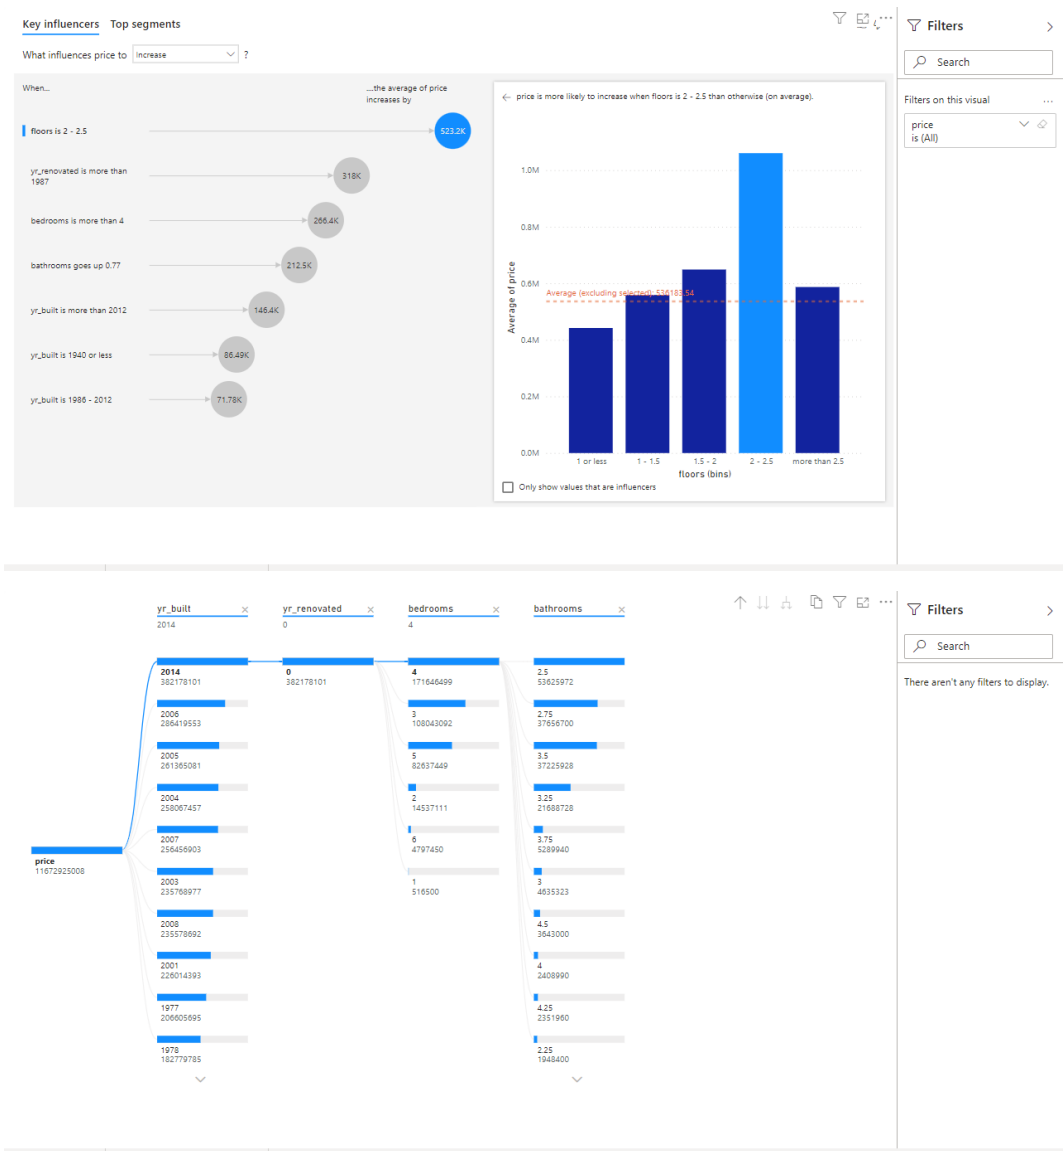 Key influencers Top segments
What influences price to Increase ?
When...
....the average of price
increases by
floors is 2 - 2.5
523.2K
yr_renovated is more than
1987
318K
bedrooms is more than 4
266.4K
bathrooms goes up 0.77
212.5K
yr_built is more than 2012
146.4K
yr_built is 1940 or less
86.49K
yr_built is 1986 - 2012
71.78K
price is more likely to increase when floors is 2 - 2.5 than otherwise (on average).
1.0M
0.8M
0.6M
0.4M
0.2M
0.0M
Average of price
Average (excluding selected): 536183.54
1 or less
1 - 1.5
1.5 - 2
2 - 2.5
more than 2.5
floors (bins)
Only show values that are influencers
Filters
Search
Filters on this visual
price
is (All)
yr_built
2014
yr_renovated
0
bedrooms
4
bathrooms
price
11672925008
2014
382178101
2006
286419553
2005
261365081
2004
258067457
2007
256456903
2003
235768977
2008
235578692
2001
226014393
1977
206605695
1978
182779785
0
382178101
4
171646499
3
108043092
5
82637449
2
14537111
6
4797450
1
516500
2.5
53625972
2.75
37656700
3.5
37225928
3.25
21688728
3.75
5289940
3
4635323
4.5
3643000
4
2408990
4.25
2351960
2.25
1948400
Filters
Search
There aren't any filters to display.